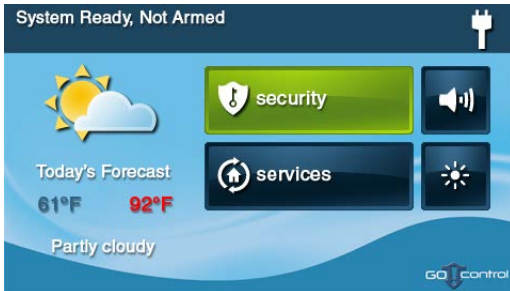 System Ready, Not Armed
security
services
Today's Forecast
61°F 92°F
Partly cloudy
GO!control